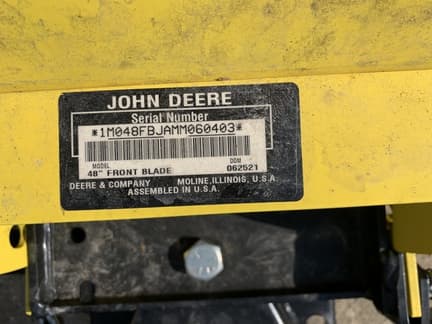 JOHN DEERE
Serial Number
*1M048FBJAMM060403*
MODEL DOM
48" FRONT BLADE 062521
DEERE & COMPANY MOLINE, ILLINOIS, U.S.A.
ASSEMBLED IN U.S.A.